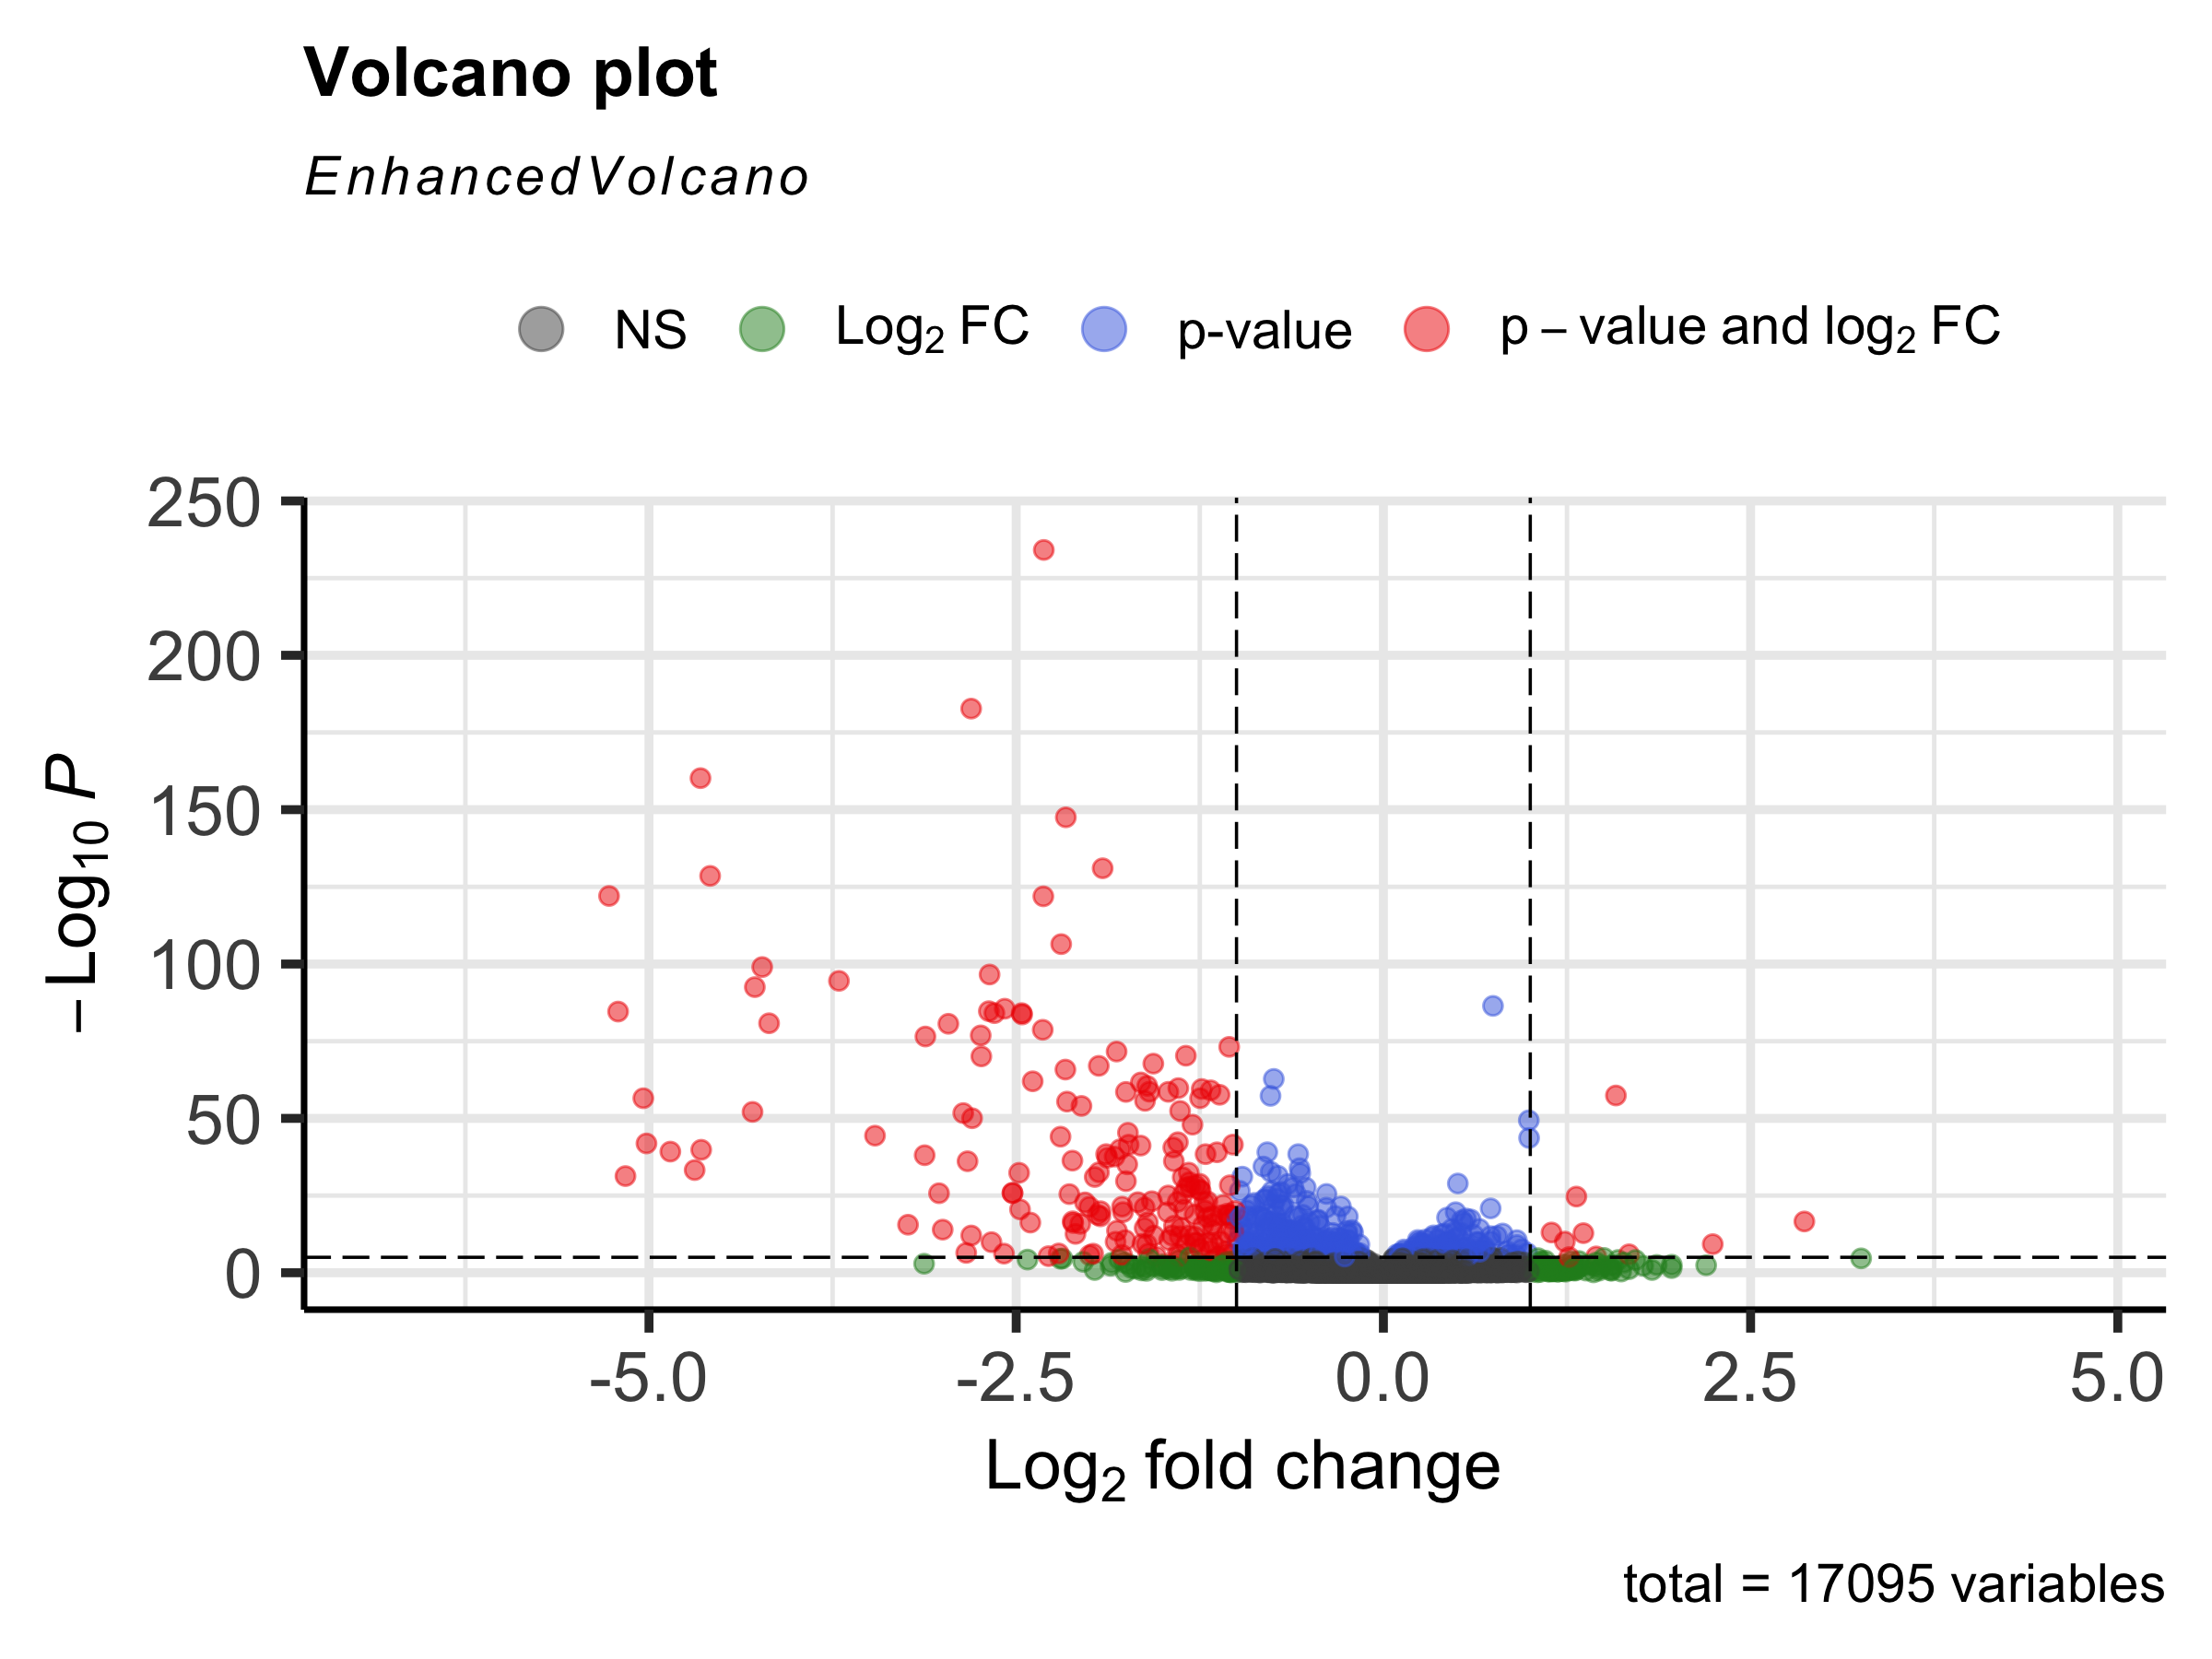 Volcano plot
EnhancedVolcano
NS Log₂ FC p-value p – value and log₂ FC
– Log₁₀ P
250
200
150
100
50
0
-5.0 -2.5 0.0 2.5 5.0
Log₂ fold change
total = 17095 variables